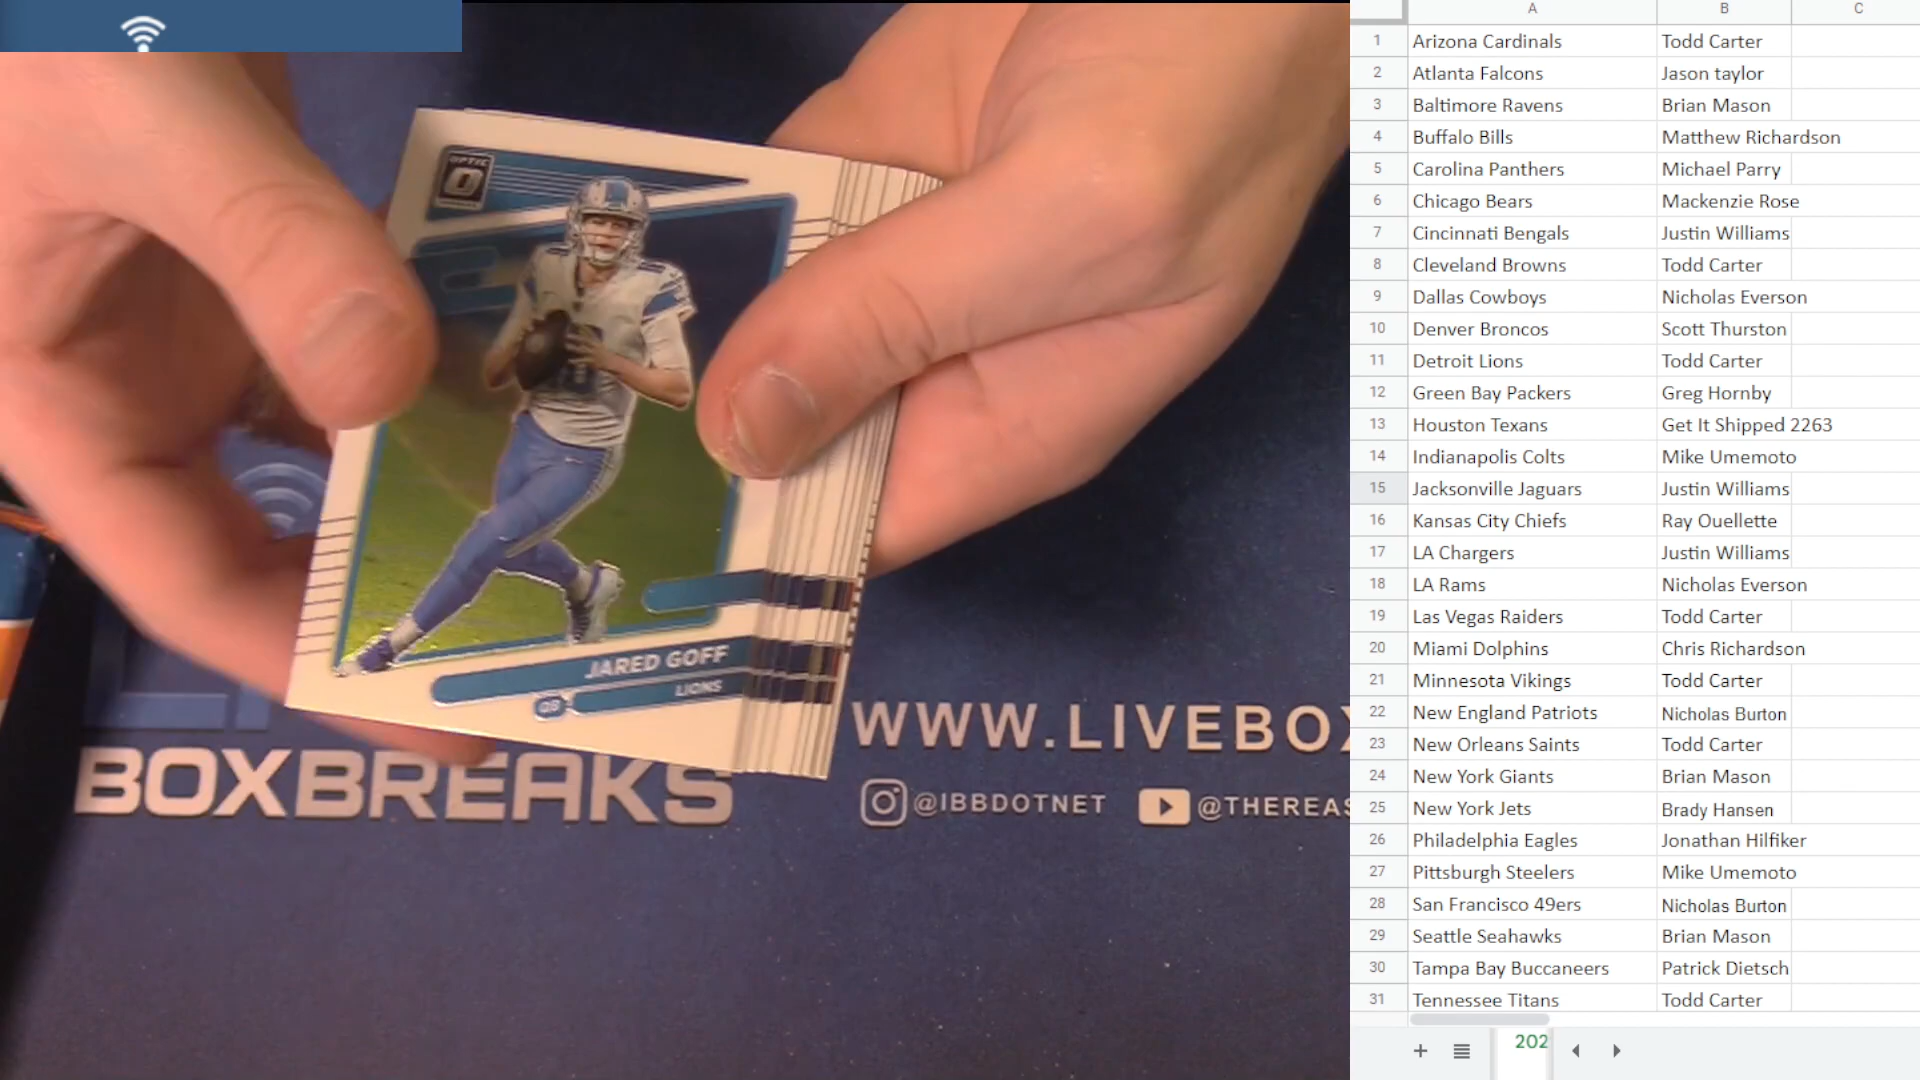 OPTIC
JARED GOFF
LIONS
QB
BOXBREAKS
WWW.LIVEBOX
@IBBDOTNET
@THEREAS
A B C
1 Arizona Cardinals Todd Carter
2 Atlanta Falcons Jason taylor
3 Baltimore Ravens Brian Mason
4 Buffalo Bills Matthew Richardson
5 Carolina Panthers Michael Parry
6 Chicago Bears Mackenzie Rose
7 Cincinnati Bengals Justin Williams
8 Cleveland Browns Todd Carter
9 Dallas Cowboys Nicholas Everson
10 Denver Broncos Scott Thurston
11 Detroit Lions Todd Carter
12 Green Bay Packers Greg Hornby
13 Houston Texans Get It Shipped 2263
14 Indianapolis Colts Mike Umemoto
15 Jacksonville Jaguars Justin Williams
16 Kansas City Chiefs Ray Ouellette
17 LA Chargers Justin Williams
18 LA Rams Nicholas Everson
19 Las Vegas Raiders Todd Carter
20 Miami Dolphins Chris Richardson
21 Minnesota Vikings Todd Carter
22 New England Patriots Nicholas Burton
23 New Orleans Saints Todd Carter
24 New York Giants Brian Mason
25 New York Jets Brady Hansen
26 Philadelphia Eagles Jonathan Hilfiker
27 Pittsburgh Steelers Mike Umemoto
28 San Francisco 49ers Nicholas Burton
29 Seattle Seahawks Brian Mason
30 Tampa Bay Buccaneers Patrick Dietsch
31 Tennessee Titans Todd Carter
202